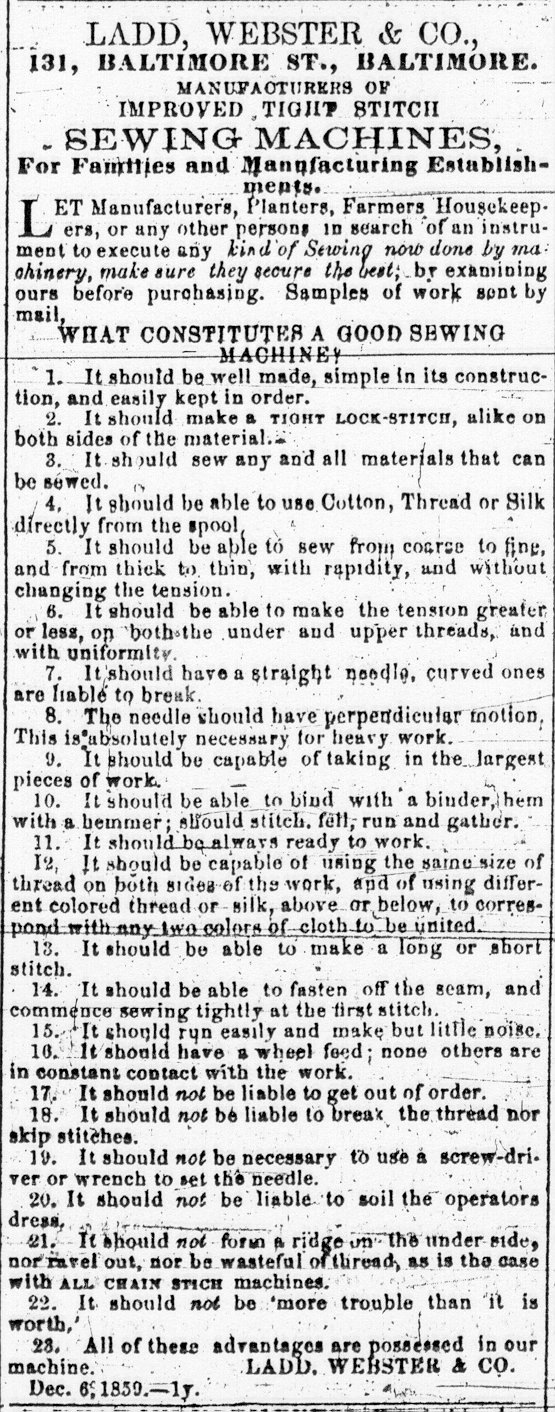 LADD, WEBSTER & CO.,
131, BALTIMORE ST., BALTIMORE.
MANUFACTURERS OF
IMPROVED TIGHT STITCH
SEWING MACHINES,
For Families and Manufacturing Establish-
ments.
LET Manufacturers, Planters, Farmers Housekeep-
ers, or any other persons in search of an instru-
ment to execute any kind of Sewing now done by ma-
chinery, make sure they secure the best; by examining
ours before purchasing. Samples of work sent by
mail,
WHAT CONSTITUTES A GOOD SEWING
MACHINE?
1. It should be well made, simple in its construc-
tion, and easily kept in order.
2. It should make a TIGHT LOCK-STITCH, alike on
both sides of the material.
3. It should sew any and all materials that can
be sewed.
4. It should be able to use Cotton, Thread or Silk
directly from the spool.
5. It should be able to sew from coarse to fine,
and from thick to thin, with rapidity, and without
changing the tension.
6. It should be able to make the tension greater
or less, on both the under and upper threads, and
with uniformity.
7. It should have a straight needle, curved ones
are liable to break.
8. The needle should have perpendicular motion.
This is absolutely necessary for heavy work.
9. It should be capable of taking in the largest
pieces of work.
10. It should be able to bind with a binder, hem
with a hemmer; should stitch, fell, run and gather.
11. It should be always ready to work.
12, It should be capable of using the same size of
thread on both sides of the work, and of using differ-
ent colored thread or silk, above or below, to corres-
pond with any two colors of cloth to be united.
13. It should be able to make a long or short
stitch.
14. It should be able to fasten off the seam, and
commence sewing tightly at the first stitch.
15. It should run easily and make but little noise.
16. It should have a wheel feed; none others are
in constant contact with the work.
17. It should not be liable to get out of order.
18. It should not be liable to break the thread nor
skip stitches.
19. It should not be necessary to use a screw-dri-
ver or wrench to set the needle.
20. It should not be liable to soil the operators
dress,
21. It should not form a ridge on the under side,
nor ravel out, nor be wasteful of thread, as is the case
with ALL CHAIN STICH machines.
22. It should not be 'more trouble than it is
worth,'
23. All of these advantages are possessed in our
machine. LADD, WEBSTER & CO.
Dec. 6, 1859.—1y.